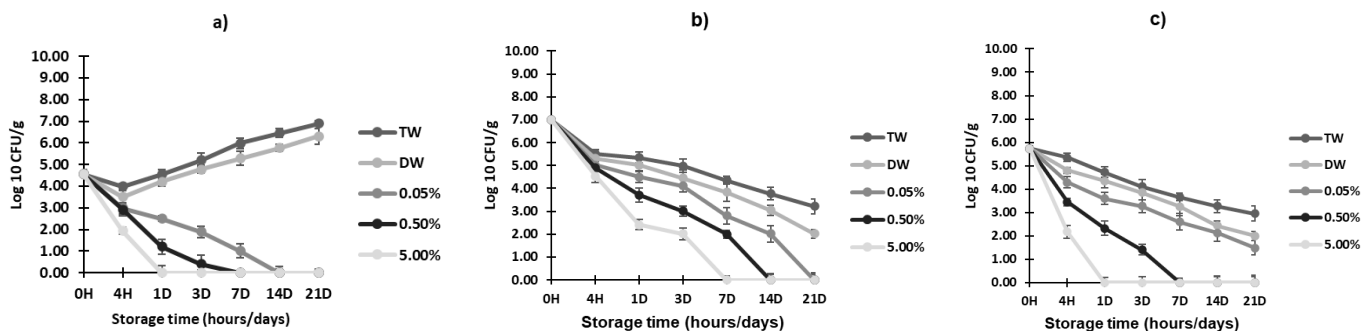 a)
10.00
9.00
8.00
7.00
6.00
5.00
4.00
3.00
2.00
1.00
0.00
Log 10 CFU/g
0H 4H 1D 3D 7D 14D 21D
Storage time (hours/days)
TW
DW
0.05%
0.50%
5.00%
b)
10.00
9.00
8.00
7.00
6.00
5.00
4.00
3.00
2.00
1.00
0.00
Log 10 CFU/g
0H 4H 1D 3D 7D 14D 21D
Storage time (hours/days)
TW
DW
0.05%
0.50%
5.00%
c)
10.00
9.00
8.00
7.00
6.00
5.00
4.00
3.00
2.00
1.00
0.00
Log 10 CFU/g
0H 4H 1D 3D 7D 14D 21D
Storage time (hours/days)
TW
DW
0.05%
0.50%
5.00%